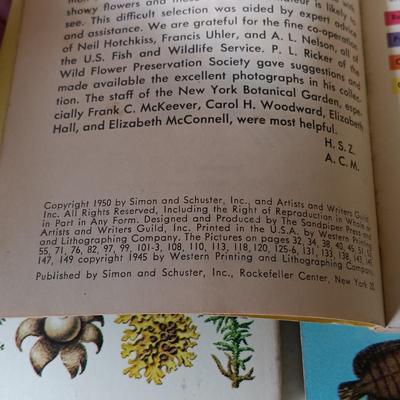 showy flowers and
see. This difficult selection was aided by expert advice
and assistance. We are grateful for the fine co-operation
of Neil Hotchkiss, Francis Uhler, and A. L. Nelson, all of
the U.S. Fish and Wildlife Service. P. L. Ricker of the
Wild Flower Preservation Society gave suggestions and
made available the excellent photographs in his collec-
tion. The staff of the New York Botanical Garden, espe-
cially Frank C. McKeever, Carol H. Woodward, Elizabeth
Hall, and Elizabeth McConnell, were most helpful.
H. S. Z.
A. C. M.
Copyright 1950 by Simon and Schuster, Inc., and Artists and Writers Guild,
Inc. All Rights Reserved, Including the Right of Reproduction in Whole or
in Part in Any Form. Designed and Produced by The Sandpiper Press and
Artists and Writers Guild, Inc. Printed in the U.S.A. by Western Printing
and Lithographing Company. The Pictures on pages 32, 34, 38, 40, 45, 51, 52,
55, 71, 76, 82, 97, 99, 101-3, 108, 110, 113, 118, 120, 125-6, 131, 133, 138, 143, 145,
147, 149 copyright 1945 by Western Printing and Lithographing Company.
Published by Simon and Schuster, Inc., Rockefeller Center, New York 20,